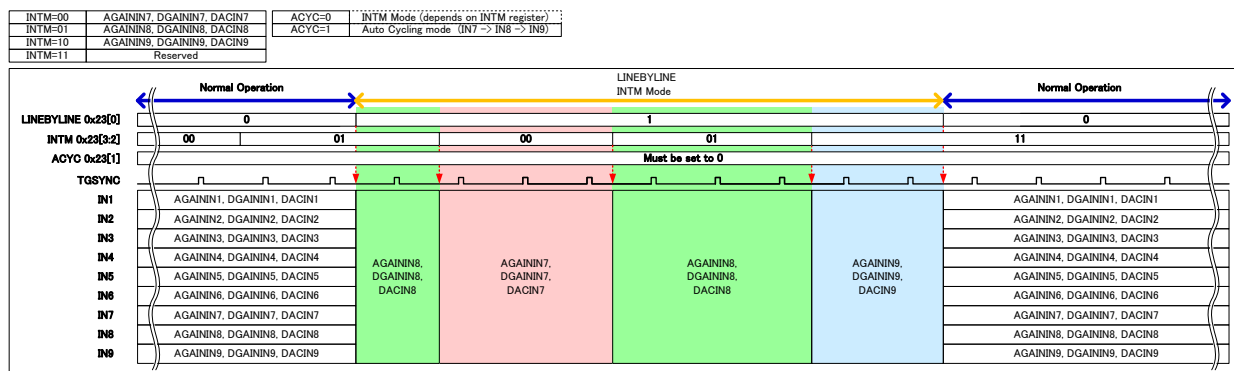 INTM=00 AGAININ7, DGAININ7, DACIN7 ACYC=0 INTM Mode (depends on INTM register)
INTM=01 AGAININ8, DGAININ8, DACIN8 ACYC=1 Auto Cycling mode (IN7 -> IN8 -> IN9)
INTM=10 AGAININ9, DGAININ9, DACIN9
INTM=11 Reserved
LINEBYLINE
Normal Operation INTM Mode Normal Operation
LINEBYLINE 0x23[0] 0 1 0
INTM 0x23[3:2] 00 01 00 01 11
ACYC 0x23[1] Must be set to 0
TGSYNC
IN1 AGAININ1, DGAININ1, DACIN1 AGAININ1, DGAININ1, DACIN1
IN2 AGAININ2, DGAININ2, DACIN2 AGAININ2, DGAININ2, DACIN2
IN3 AGAININ3, DGAININ3, DACIN3 AGAININ3, DGAININ3, DACIN3
IN4 AGAININ4, DGAININ4, DACIN4 AGAININ8, AGAININ7, AGAININ8, AGAININ9, AGAININ4, DGAININ4, DACIN4
IN5 AGAININ5, DGAININ5, DACIN5 DGAININ8, DGAININ7, DGAININ8, DGAININ9, AGAININ5, DGAININ5, DACIN5
IN6 AGAININ6, DGAININ6, DACIN6 DACIN8 DACIN7 DACIN8 DACIN9 AGAININ6, DGAININ6, DACIN6
IN7 AGAININ7, DGAININ7, DACIN7 AGAININ7, DGAININ7, DACIN7
IN8 AGAININ8, DGAININ8, DACIN8 AGAININ8, DGAININ8, DACIN8
IN9 AGAININ9, DGAININ9, DACIN9 AGAININ9, DGAININ9, DACIN9